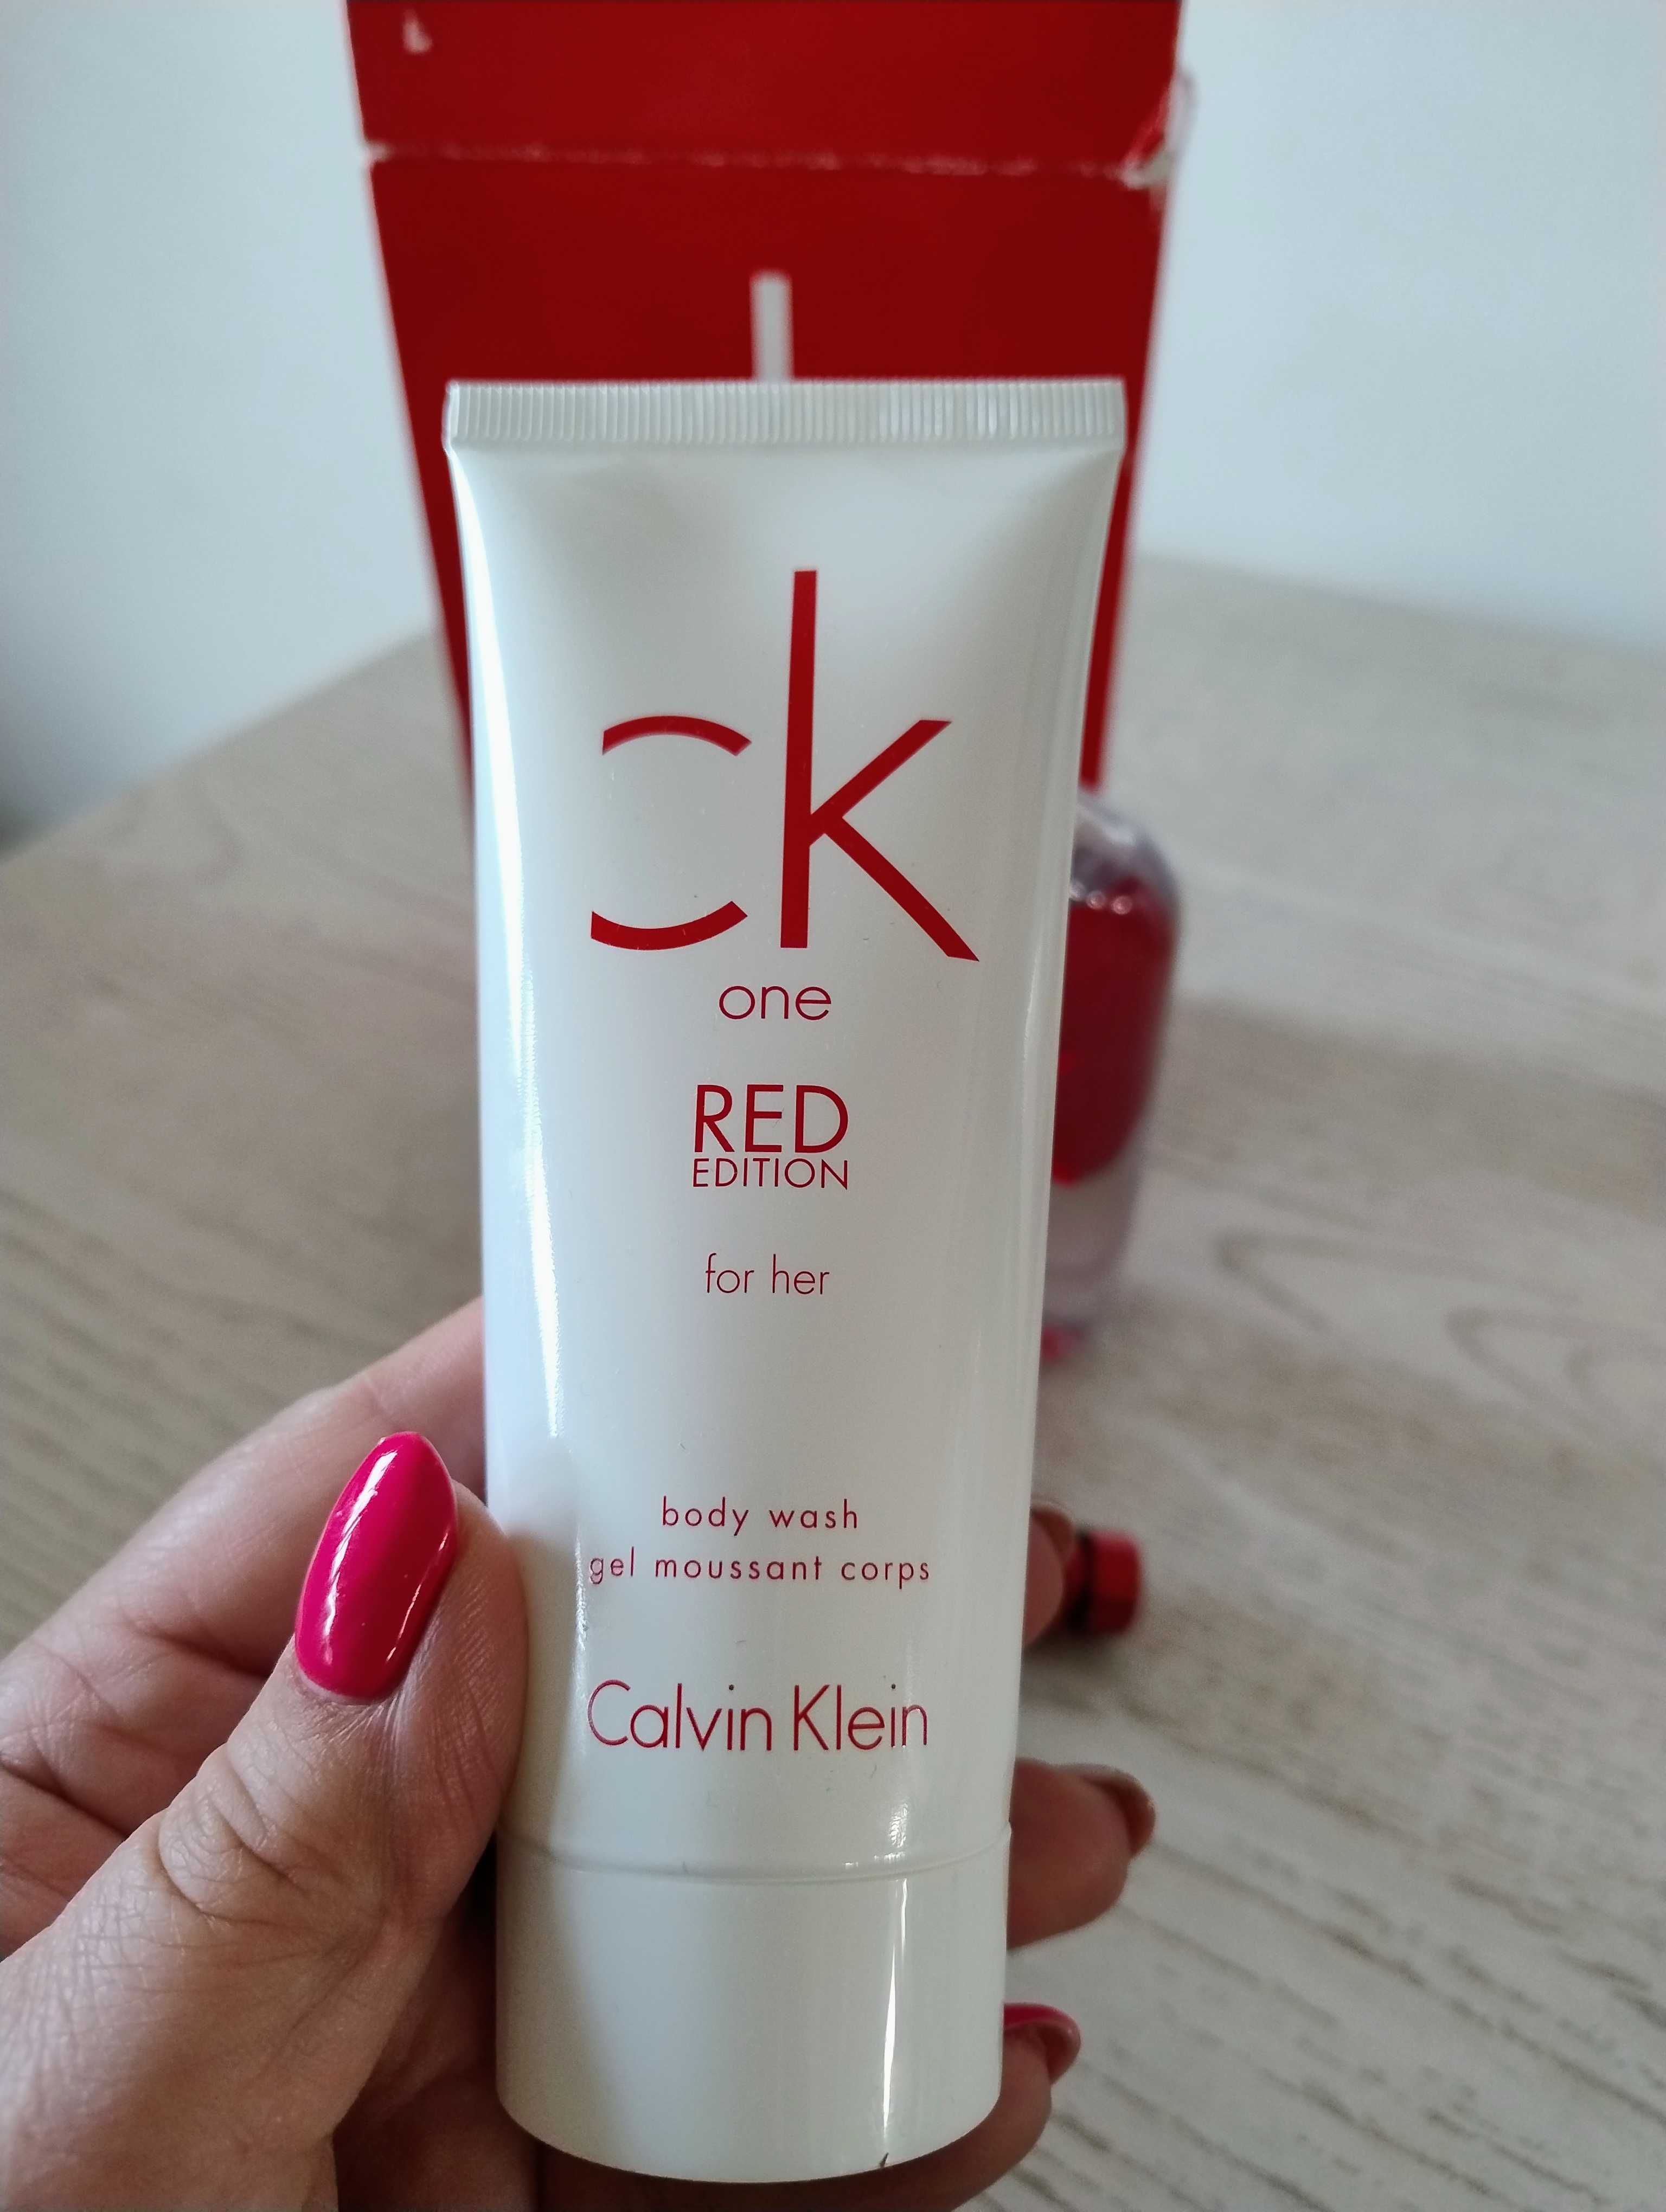 ck
one
RED
EDITION
for her
body wash
gel moussant corps
Calvin Klein